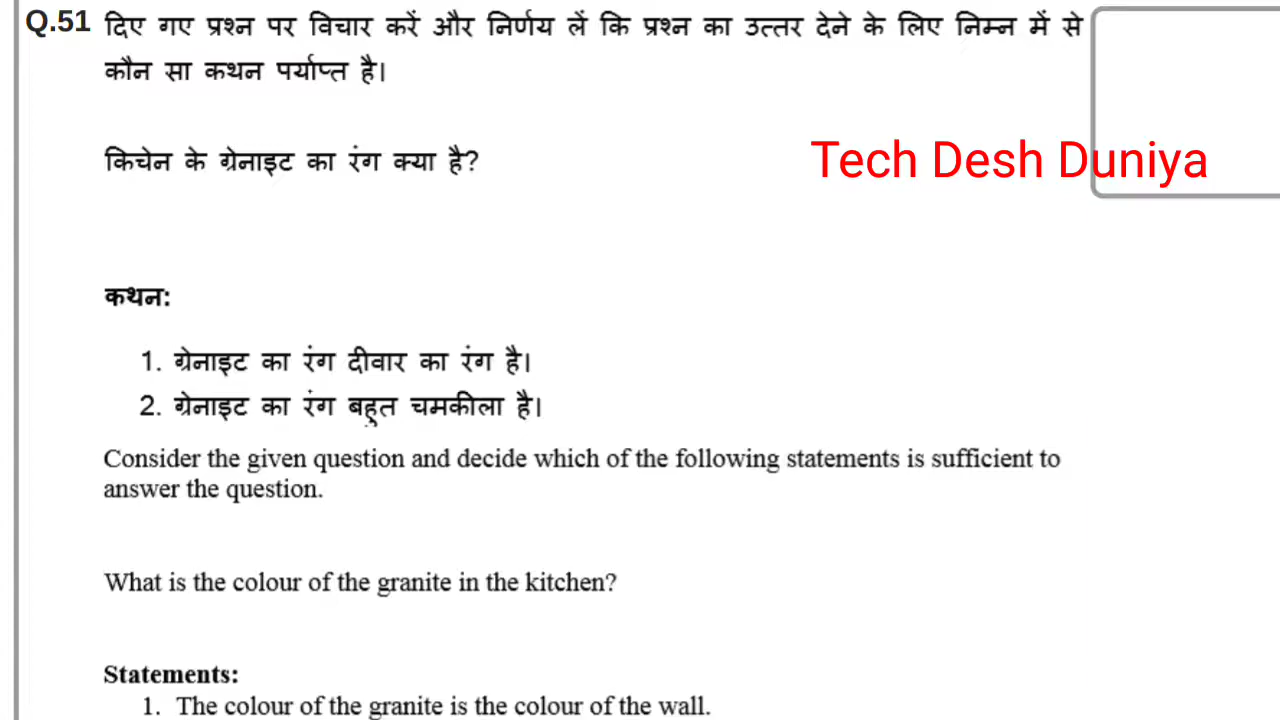 Q.51 दिए गए प्रश्न पर विचार करें और निर्णय लें कि प्रश्न का उत्तर देने के लिए निम्न में से
कौन सा कथन पर्याप्त है।
किचेन के ग्रेनाइट का रंग क्या है?
Tech Desh Duniya
कथन:
1. ग्रेनाइट का रंग दीवार का रंग है।
2. ग्रेनाइट का रंग बहुत चमकीला है।
Consider the given question and decide which of the following statements is sufficient to
answer the question.
What is the colour of the granite in the kitchen?
Statements:
1. The colour of the granite is the colour of the wall.